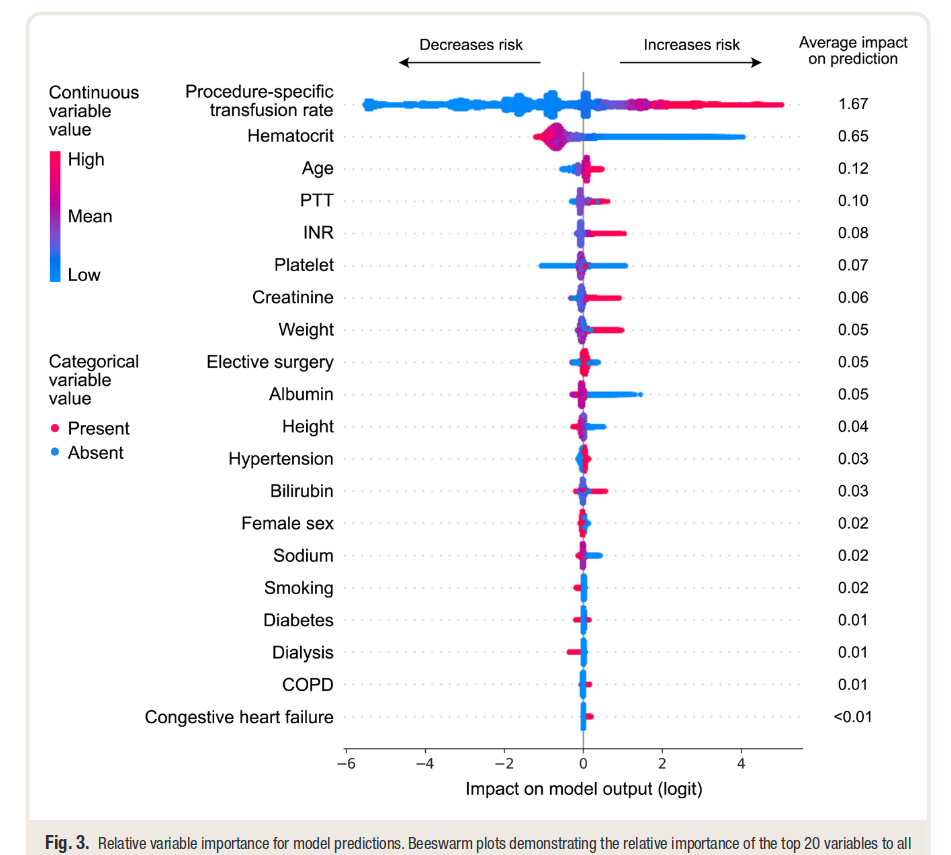 Decreases risk
Increases risk
Average impact
on prediction
Continuous
variable
value
High
Mean
Low
Categorical
variable
value
Present
Absent
Procedure-specific
transfusion rate 1.67
Hematocrit 0.65
Age 0.12
PTT 0.10
INR 0.08
Platelet 0.07
Creatinine 0.06
Weight 0.05
Elective surgery 0.05
Albumin 0.05
Height 0.04
Hypertension 0.03
Bilirubin 0.03
Female sex 0.02
Sodium 0.02
Smoking 0.02
Diabetes 0.01
Dialysis 0.01
COPD 0.01
Congestive heart failure <0.01
−6 −4 −2 0 2 4
Impact on model output (logit)
Fig. 3. Relative variable importance for model predictions. Beeswarm plots demonstrating the relative importance of the top 20 variables to all